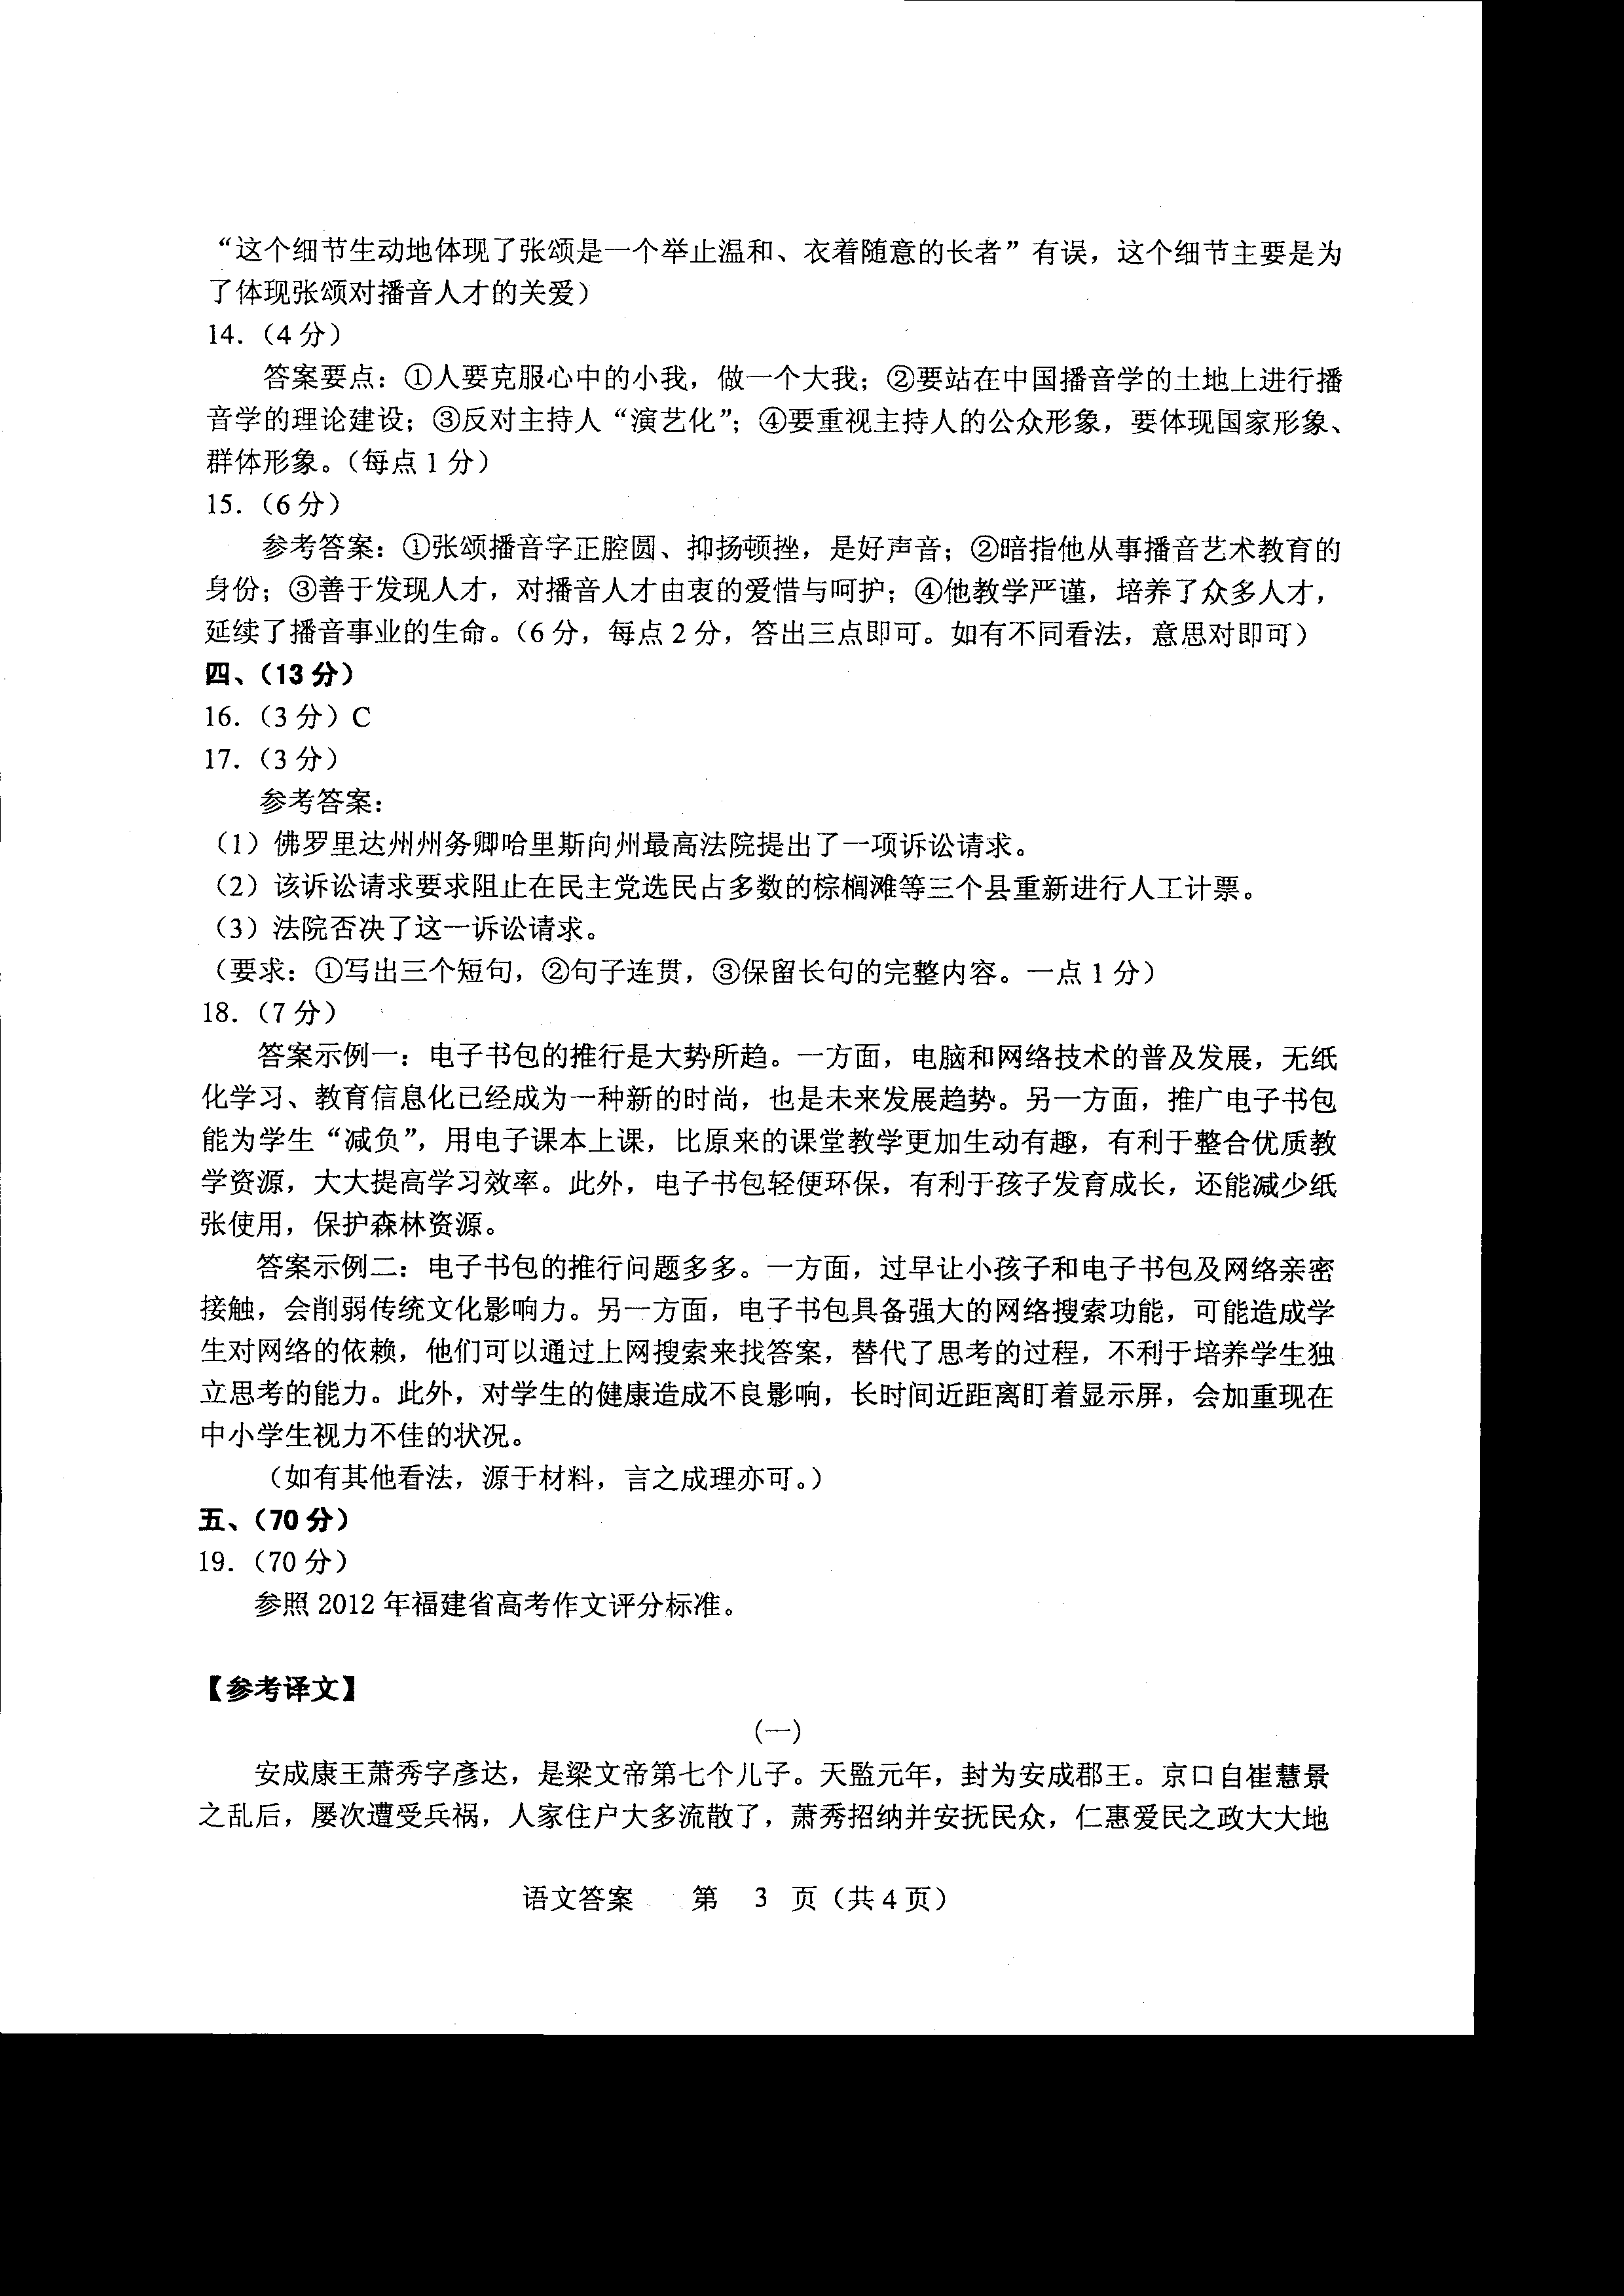 “这个细节生动地体现了张颂是一个举止温和、衣着随意的长者”有误，这个细节主要是为
了体现张颂对播音人才的关爱）
14.（4 分）
答案要点：①人要克服心中的小我，做一个大我；②要站在中国播音学的土地上进行播
音学的理论建设；③反对主持人“演艺化”；④要重视主持人的公众形象，要体现国家形象、
群体形象。（每点 1 分）
15.（6 分）
参考答案：①张颂播音字正腔圆、抑扬顿挫，是好声音；②暗指他从事播音艺术教育的
身份；③善于发现人才，对播音人才由衷的爱惜与呵护；④他教学严谨，培养了众多人才，
延续了播音事业的生命。（6 分，每点 2 分，答出三点即可。如有不同看法，意思对即可）
四、（13 分）
16.（3 分）C
17.（3 分）
参考答案：
（1）佛罗里达州州务卿哈里斯向州最高法院提出了一项诉讼请求。
（2）该诉讼请求要求阻止在民主党选民占多数的棕榈滩等三个县重新进行人工计票。
（3）法院否决了这一诉讼请求。
（要求：①写出三个短句，②句子连贯，③保留长句的完整内容。一点 1 分）
18.（7 分）
答案示例一：电子书包的推行是大势所趋。一方面，电脑和网络技术的普及发展，无纸
化学习、教育信息化已经成为一种新的时尚，也是未来发展趋势。另一方面，推广电子书包
能为学生“减负”，用电子课本上课，比原来的课堂教学更加生动有趣，有利于整合优质教
学资源，大大提高学习效率。此外，电子书包轻便环保，有利于孩子发育成长，还能减少纸
张使用，保护森林资源。
答案示例二：电子书包的推行问题多多。一方面，过早让小孩子和电子书包及网络亲密
接触，会削弱传统文化影响力。另一方面，电子书包具备强大的网络搜索功能，可能造成学
生对网络的依赖，他们可以通过上网搜索来找答案，替代了思考的过程，不利于培养学生独
立思考的能力。此外，对学生的健康造成不良影响，长时间近距离盯着显示屏，会加重现在
中小学生视力不佳的状况。
（如有其他看法，源于材料，言之成理亦可。）
五、（70 分）
19.（70 分）
参照 2012 年福建省高考作文评分标准。
【参考译文】
（一）
安成康王萧秀字彦达，是梁文帝第七个儿子。天监元年，封为安成郡王。京口自崔慧景
之乱后，屡次遭受兵祸，人家住户大多流散了，萧秀招纳并安抚民众，仁惠爱民之政大大地
语文答案 第 3 页（共 4 页）